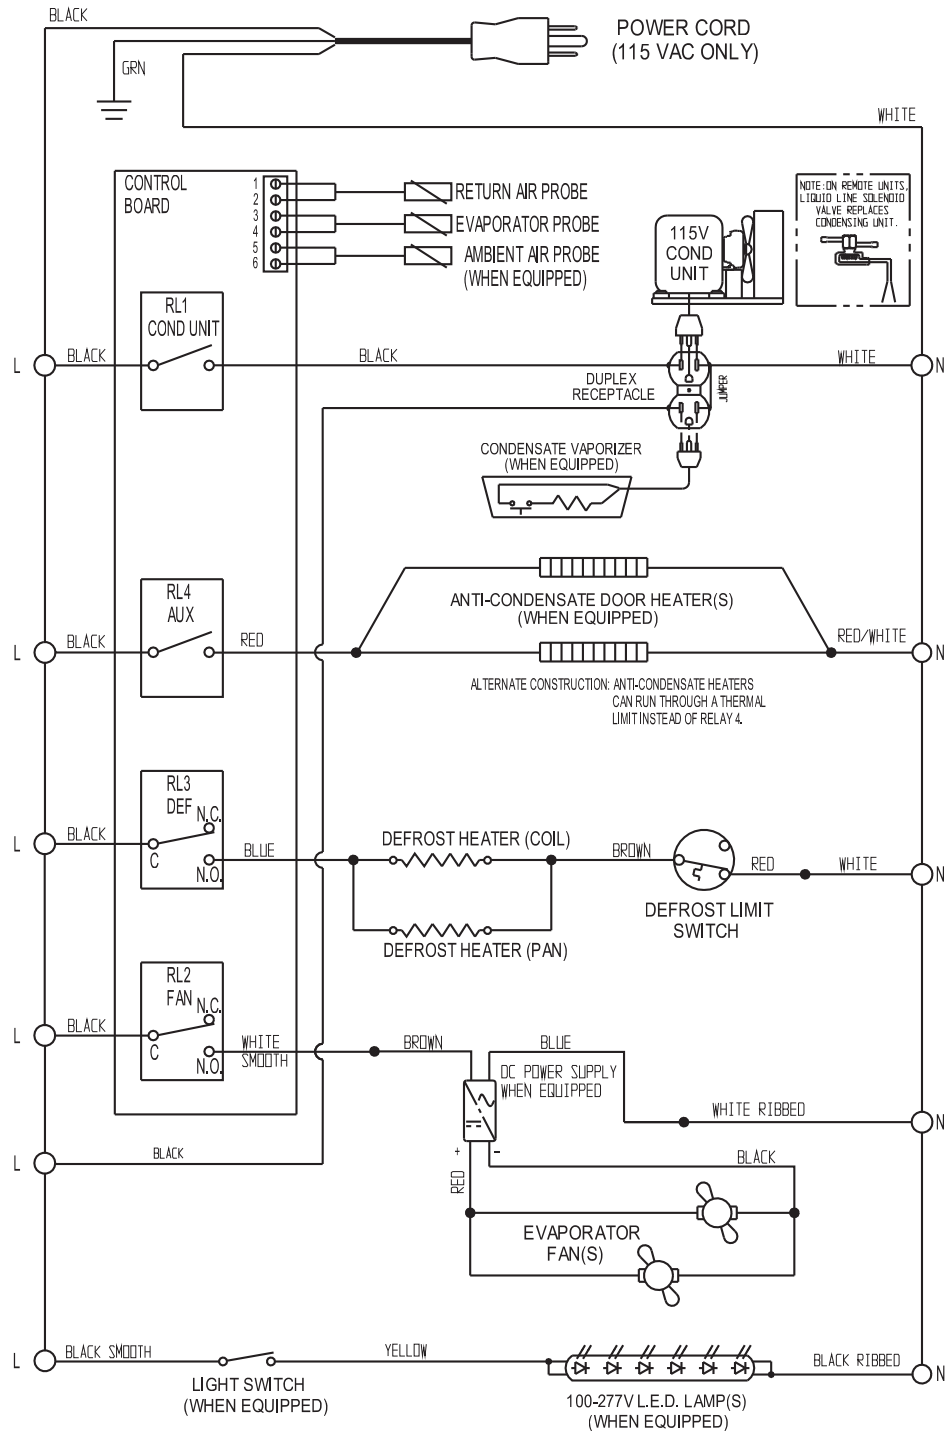 BLACK
POWER CORD
(115 VAC ONLY)
GRN
WHITE
CONTROL
BOARD
1
2
3
4
5
6
RETURN AIR PROBE
EVAPORATOR PROBE
AMBIENT AIR PROBE
(WHEN EQUIPPED)
115V
COND
UNIT
NOTE:ON REMOTE UNITS,
LIQUID LINE SOLENOID
VALVE REPLACES
CONDENSING UNIT.
RL1
COND UNIT
L
BLACK
BLACK
WHITE
N
DUPLEX
RECEPTACLE
JUMPER
CONDENSATE VAPORIZER
(WHEN EQUIPPED)
RL4
AUX
L
BLACK
RED
ANTI-CONDENSATE DOOR HEATER(S)
(WHEN EQUIPPED)
RED/WHITE
N
ALTERNATE CONSTRUCTION: ANTI-CONDENSATE HEATERS
CAN RUN THROUGH A THERMAL
LIMIT INSTEAD OF RELAY 4.
RL3
DEF
N.C.
L
BLACK
C
N.O.
BLUE
DEFROST HEATER (COIL)
BROWN
RED
WHITE
N
DEFROST LIMIT
SWITCH
DEFROST HEATER (PAN)
RL2
FAN
N.C.
L
BLACK
C
N.O.
WHITE
SMOOTH
BROWN
BLUE
DC POWER SUPPLY
WHEN EQUIPPED
WHITE RIBBED
N
+
-
L
BLACK
RED
BLACK
EVAPORATOR
FAN(S)
L
BLACK SMOOTH
YELLOW
BLACK RIBBED
N
LIGHT SWITCH
(WHEN EQUIPPED)
100-277V L.E.D. LAMP(S)
(WHEN EQUIPPED)